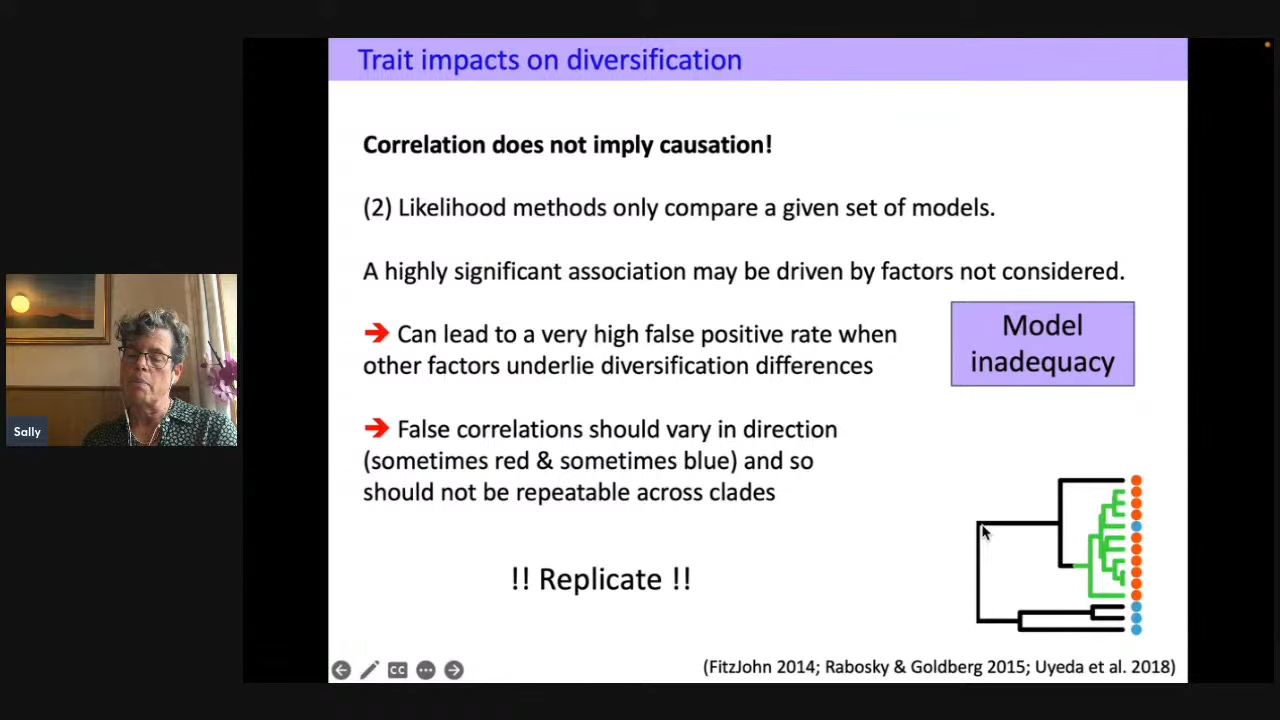 Trait impacts on diversification
Correlation does not imply causation!
(2) Likelihood methods only compare a given set of models.
A highly significant association may be driven by factors not considered.
➔ Can lead to a very high false positive rate when
other factors underlie diversification differences
Model
inadequacy
➔ False correlations should vary in direction
(sometimes red & sometimes blue) and so
should not be repeatable across clades
!! Replicate !!
(FitzJohn 2014; Rabosky & Goldberg 2015; Uyeda et al. 2018)
CC
Sally